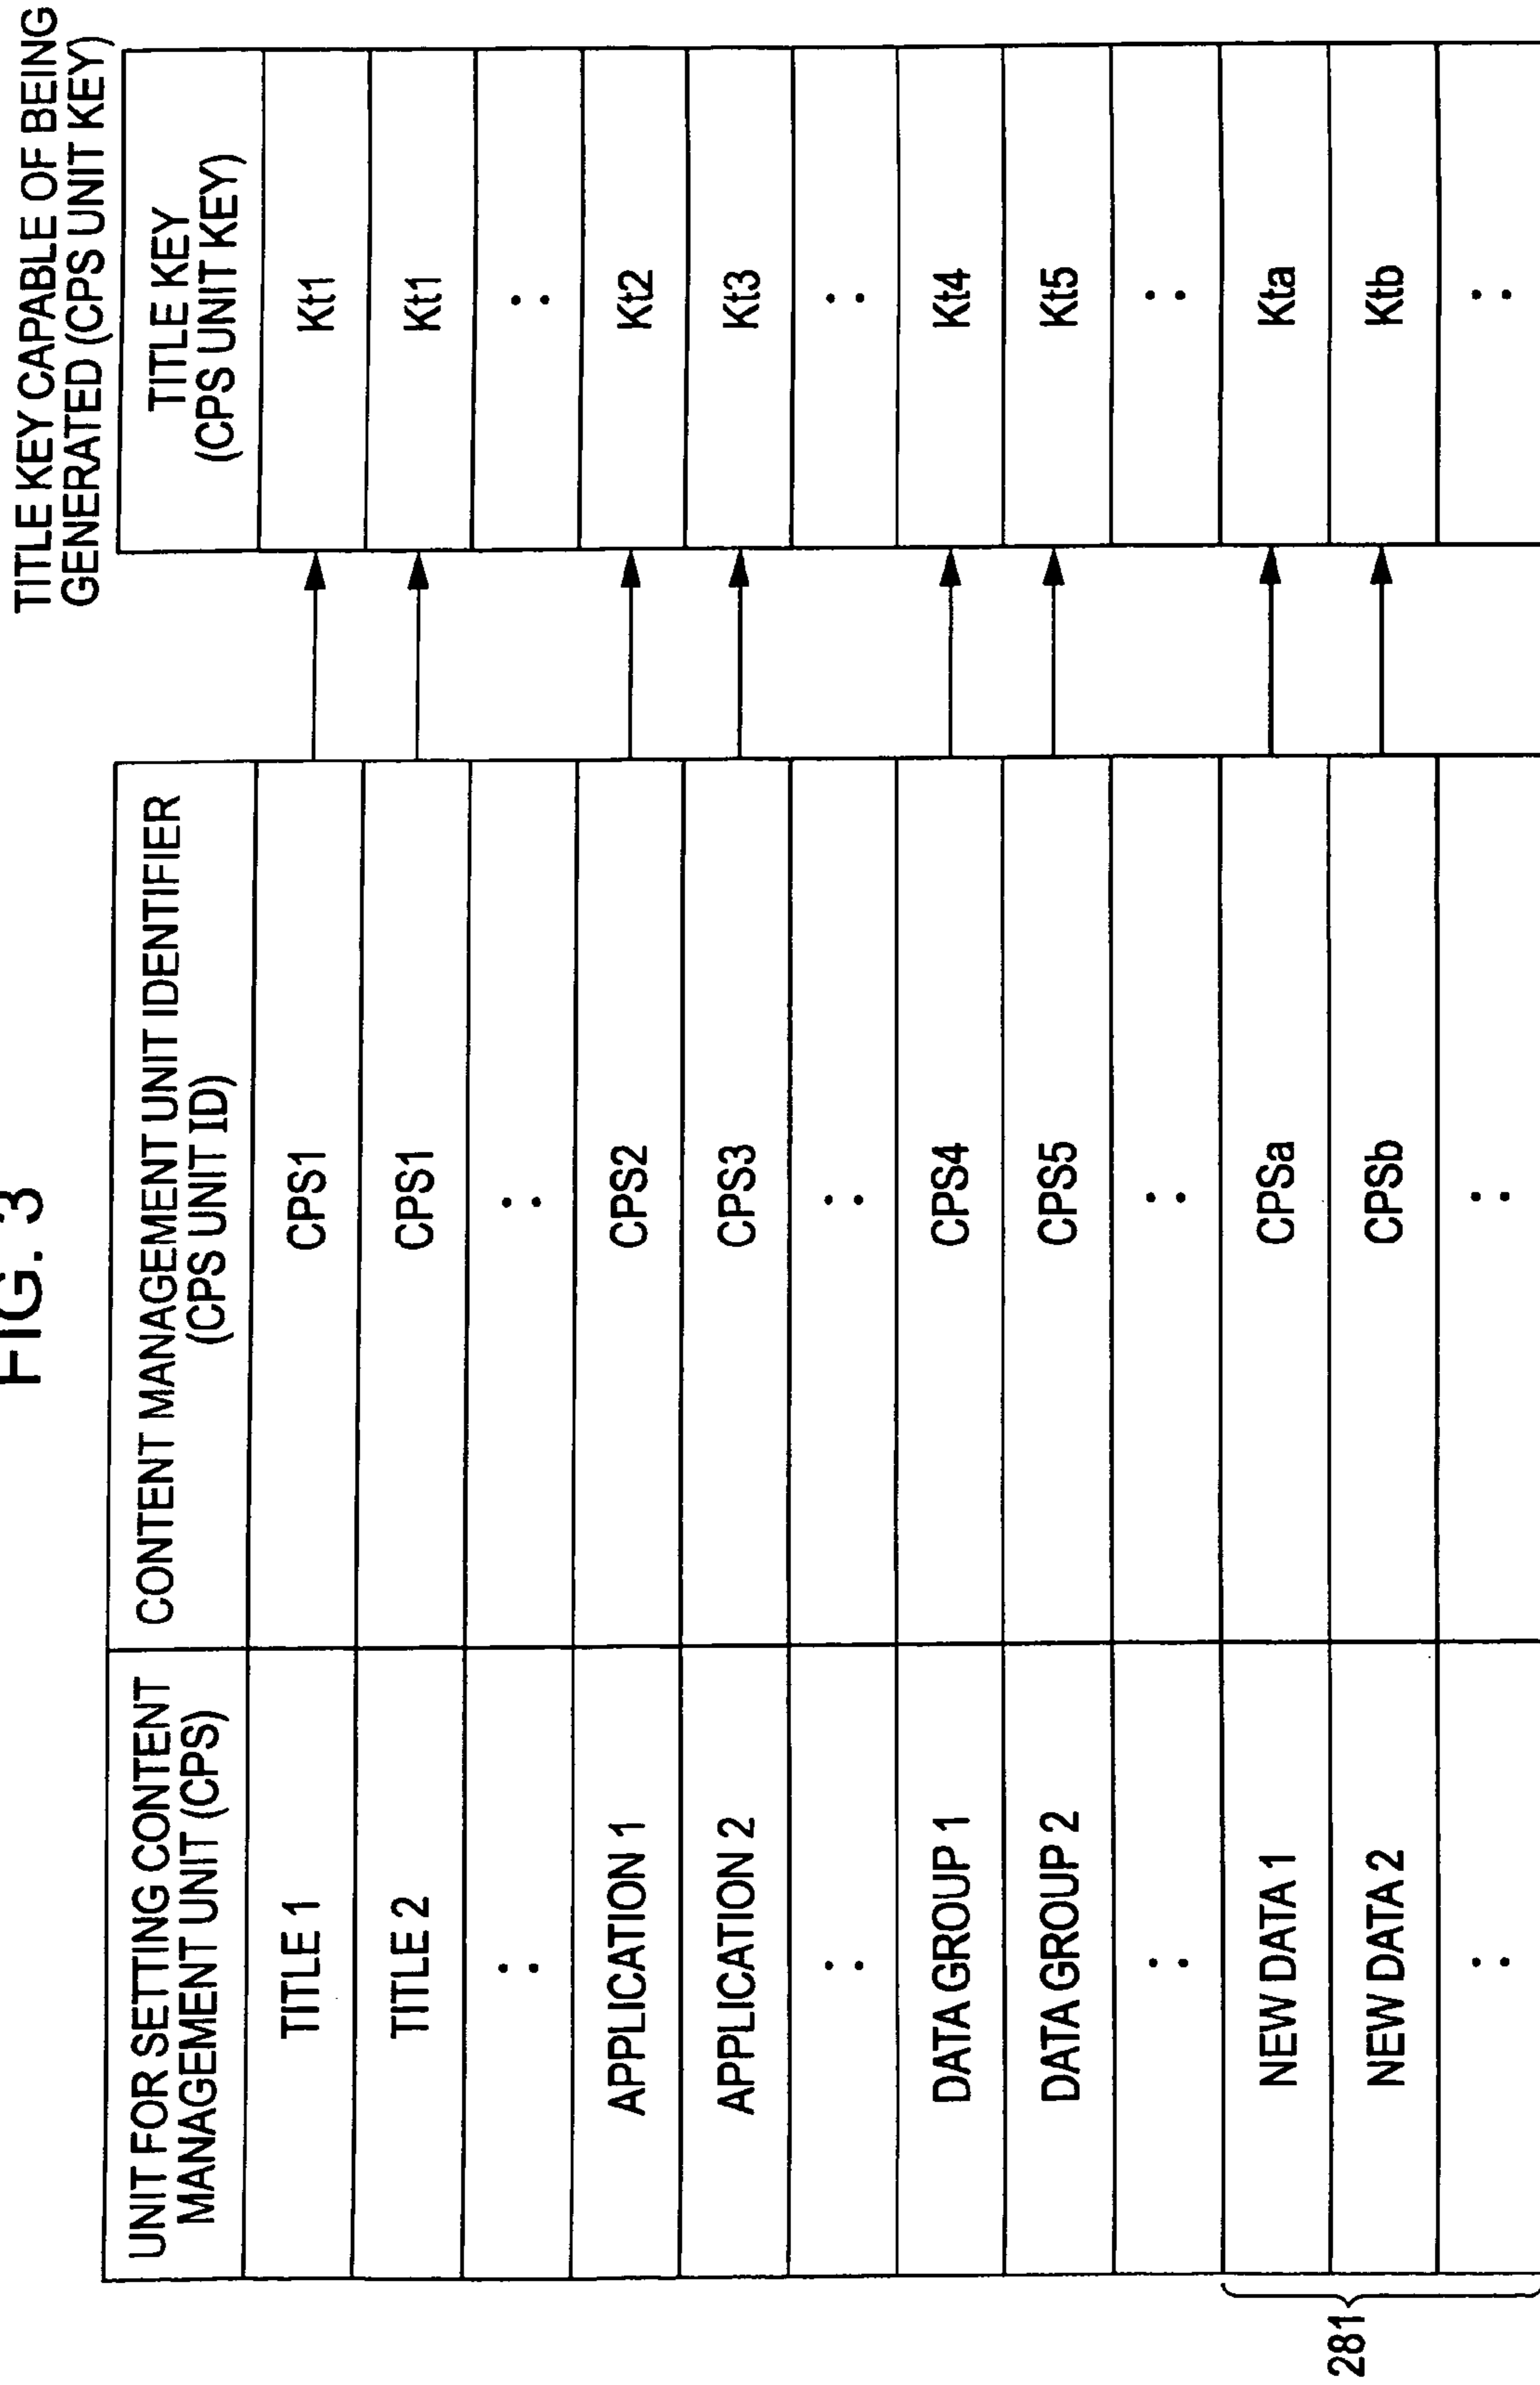 FIG. 3
TITLE KEY CAPABLE OF BEING
GENERATED (CPS UNIT KEY)
UNIT FOR SETTING CONTENT
MANAGEMENT UNIT (CPS)
CONTENT MANAGEMENT UNIT IDENTIFIER
(CPS UNIT ID)
TITLE KEY
(CPS UNIT KEY)
TITLE 1 CPS1 Kt1
TITLE 2 CPS1 Kt1
: : :
APPLICATION 1 CPS2 Kt2
APPLICATION 2 CPS3 Kt3
: : :
DATA GROUP 1 CPS4 Kt4
DATA GROUP 2 CPS5 Kt5
: : :
NEW DATA 1 CPSa Kta
NEW DATA 2 CPSb Ktb
: : :
281